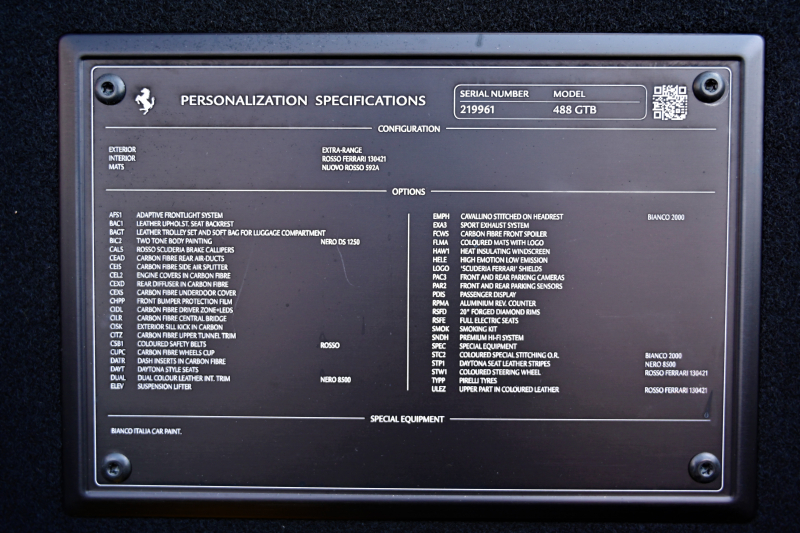 PERSONALIZATION SPECIFICATIONS
SERIAL NUMBER MODEL
219961 488 GTB
CONFIGURATION
EXTERIOR EXTRA-RANGE
INTERIOR ROSSO FERRARI 130421
MATS NUOVO ROSSO 592A
OPTIONS
AFS1 ADAPTIVE FRONTLIGHT SYSTEM
BAC1 LEATHER UPHOLST. SEAT BACKREST
BAGT LEATHER TROLLEY SET AND SOFT BAG FOR LUGGAGE COMPARTMENT
BIC2 TWO TONE BODY PAINTING NERO DS 1250
CALS ROSSO SCUDERIA BRAKE CALLIPERS
CEAD CARBON FIBRE REAR AIR-DUCTS
CEIS CARBON FIBRE SIDE AIR SPLITTER
CEL2 ENGINE COVERS IN CARBON FIBRE
CEXD REAR DIFFUSER IN CARBON FIBRE
CEXS CARBON FIBRE UNDERDOOR COVER
CHPP FRONT BUMPER PROTECTION FILM
CIDL CARBON FIBRE DRIVER ZONE+LEDS
CILR CARBON FIBRE CENTRAL BRIDGE
CISK EXTERIOR SILL KICK IN CARBON
CITZ CARBON FIBRE UPPER TUNNEL TRIM
CSB1 COLOURED SAFETY BELTS ROSSO
CUPC CARBON FIBRE WHEELS CUP
DATR DASH INSERTS IN CARBON FIBRE
DAYT DAYTONA STYLE SEATS
DUAL DUAL COLOUR LEATHER INT. TRIM NERO 8500
ELEV SUSPENSION LIFTER
EMPH CAVALLINO STITCHED ON HEADREST BIANCO 2000
EXA3 SPORT EXHAUST SYSTEM
FCWS CARBON FIBRE FRONT SPOILER
FLMA COLOURED MATS WITH LOGO
HAW1 HEAT INSULATING WINDSCREEN
HELE HIGH EMOTION LOW EMISSION
LOGO 'SCUDERIA FERRARI' SHIELDS
PAC3 FRONT AND REAR PARKING CAMERAS
PAR2 FRONT AND REAR PARKING SENSORS
PDIS PASSENGER DISPLAY
RPMA ALUMINIUM REV. COUNTER
RSFD 20" FORGED DIAMOND RIMS
RSFE FULL ELECTRIC SEATS
SMOK SMOKING KIT
SNDH PREMIUM HI-FI SYSTEM
SPEC SPECIAL EQUIPMENT
STC2 COLOURED SPECIAL STITCHING O.R. BIANCO 2000
STP1 DAYTONA SEAT LEATHER STRIPES NERO 8500
STW1 COLOURED STEERING WHEEL ROSSO FERRARI 130421
TYPP PIRELLI TYRES
ULEZ UPPER PART IN COLOURED LEATHER ROSSO FERRARI 130421
SPECIAL EQUIPMENT
BIANCO ITALIA CAR PAINT.